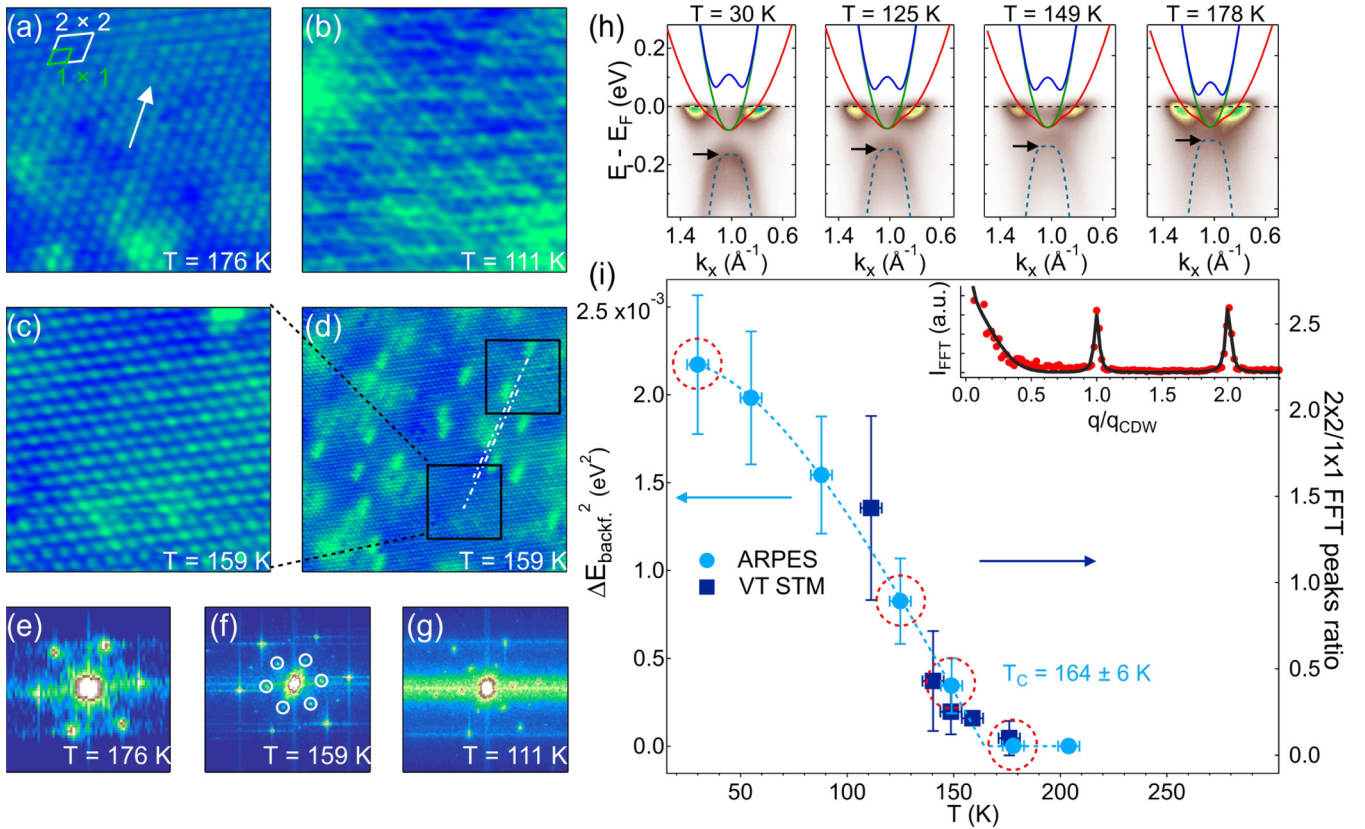 (a)
2 × 2
1 × 1
T = 176 K
(b)
T = 111 K
(c)
T = 159 K
(d)
T = 159 K
(e)
T = 176 K
(f)
T = 159 K
(g)
T = 111 K
(h)
T = 30 K
T = 125 K
T = 149 K
T = 178 K
E - E_F (eV)
0.2
0.0
-0.2
1.4 1.0 0.6
1.4 1.0 0.6
1.4 1.0 0.6
1.4 1.0 0.6
k_x (Å⁻¹)
k_x (Å⁻¹)
k_x (Å⁻¹)
k_x (Å⁻¹)
(i)
ΔE_backf.² (eV²)
2.5 x10⁻³
2.0
1.5
1.0
0.5
0.0
ARPES
VT STM
T_C = 164 ± 6 K
I_FFT (a.u.)
0.0 0.5 1.0 1.5 2.0
q/q_CDW
2.5
2.0
1.5
1.0
0.5
0.0
2x2/1x1 FFT peaks ratio
50 100 150 200 250
T (K)